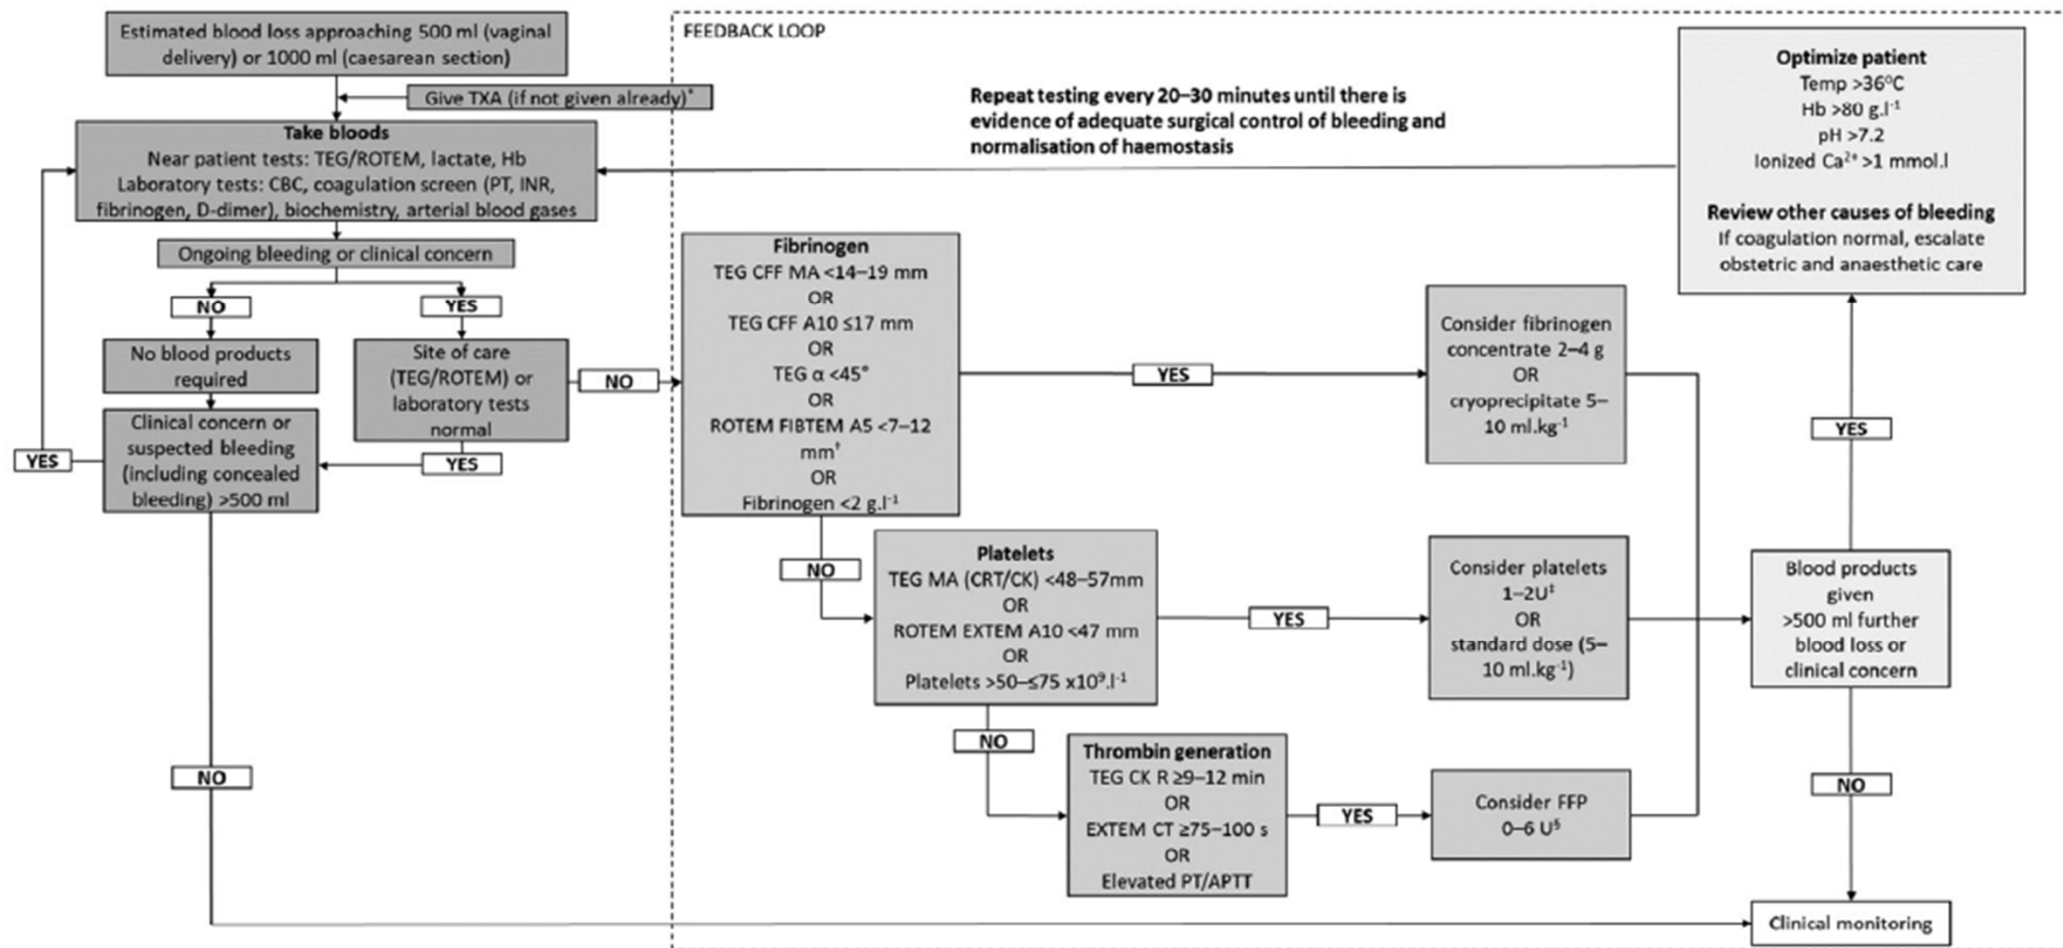 Estimated blood loss approaching 500 ml (vaginal
delivery) or 1000 ml (caesarean section)
Give TXA (if not given already)*
Take bloods
Near patient tests: TEG/ROTEM, lactate, Hb
Laboratory tests: CBC, coagulation screen (PT, INR,
fibrinogen, D-dimer), biochemistry, arterial blood gases
Ongoing bleeding or clinical concern
NO
YES
No blood products
required
Site of care
(TEG/ROTEM) or
laboratory tests
normal
NO
YES
Clinical concern or
suspected bleeding
(including concealed
bleeding) >500 ml
YES
NO
FEEDBACK LOOP
Repeat testing every 20–30 minutes until there is
evidence of adequate surgical control of bleeding and
normalisation of haemostasis
Fibrinogen
TEG CFF MA <14–19 mm
OR
TEG CFF A10 ≤17 mm
OR
TEG α <45°
OR
ROTEM FIBTEM A5 <7–12
mm†
OR
Fibrinogen <2 g.l⁻¹
YES
Consider fibrinogen
concentrate 2–4 g
OR
cryoprecipitate 5–
10 ml.kg⁻¹
NO
Platelets
TEG MA (CRT/CK) <48–57mm
OR
ROTEM EXTEM A10 <47 mm
OR
Platelets >50–≤75 x10⁹.l⁻¹
YES
Consider platelets
1–2U‡
OR
standard dose (5–
10 ml.kg⁻¹)
NO
Thrombin generation
TEG CK R ≥9–12 min
OR
EXTEM CT ≥75–100 s
OR
Elevated PT/APTT
YES
Consider FFP
0–6 U§
Blood products
given
>500 ml further
blood loss or
clinical concern
YES
Optimize patient
Temp >36⁰C
Hb >80 g.l⁻¹
pH >7.2
Ionized Ca²⁺ >1 mmol.l
Review other causes of bleeding
If coagulation normal, escalate
obstetric and anaesthetic care
NO
Clinical monitoring